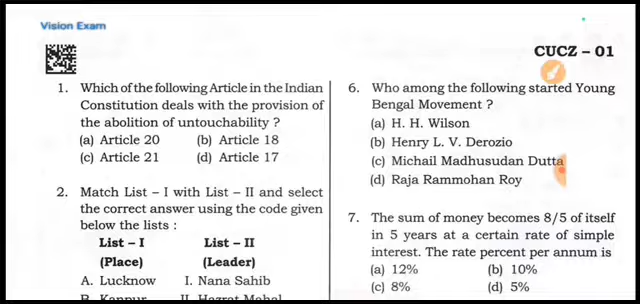 Vision Exam
CUCZ – 01
1. Which of the following Article in the Indian
Constitution deals with the provision of
the abolition of untouchability ?
(a) Article 20 (b) Article 18
(c) Article 21 (d) Article 17
2. Match List – I with List – II and select
the correct answer using the code given
below the lists :
List – I List – II
(Place) (Leader)
A. Lucknow I. Nana Sahib
B. Kanpur II. Hazrat Mahal
6. Who among the following started Young
Bengal Movement ?
(a) H. H. Wilson
(b) Henry L. V. Derozio
(c) Michail Madhusudan Dutta
(d) Raja Rammohan Roy
7. The sum of money becomes 8/5 of itself
in 5 years at a certain rate of simple
interest. The rate percent per annum is
(a) 12% (b) 10%
(c) 8% (d) 5%